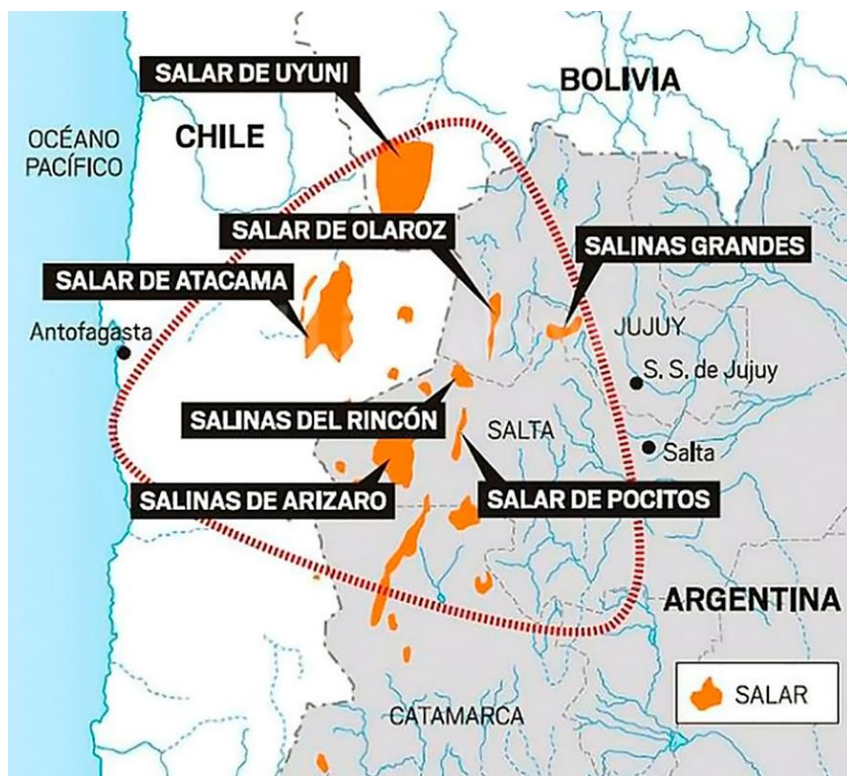 SALAR DE UYUNI
BOLIVIA
OCÉANO
PACÍFICO
CHILE
SALAR DE OLAROZ
SALINAS GRANDES
SALAR DE ATACAMA
Antofagasta
JUJUY
S. S. de Jujuy
SALINAS DEL RINCÓN
SALTA
Salta
SALINAS DE ARIZARO
SALAR DE POCITOS
ARGENTINA
SALAR
CATAMARCA